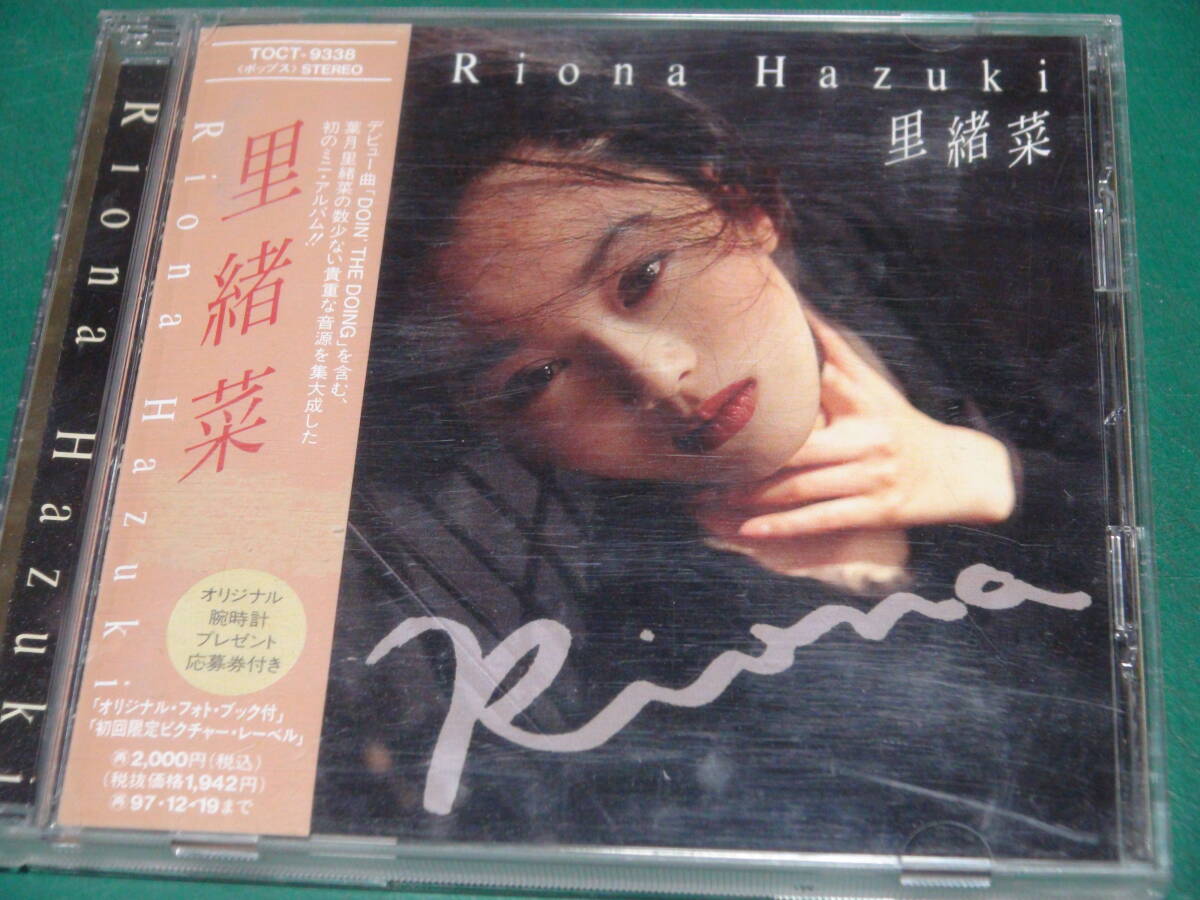 Riona Hazuki
TOCT-9338
〈ポップス〉STEREO
里緒菜
Riona Hazuki
デビュー曲「DOIN' THE DOING」を含む、
葉月里緒菜の数少ない貴重な音源を集大成した
初のミニ・アルバム!!
オリジナル
腕時計
プレゼント
応募券付き
「オリジナル・フォト・ブック付」
「初回限定ピクチャー・レーベル」
再2,000円(税込)
(税抜価格1,942円)
再97・12・19まで
Riona Hazuki
里緒菜
Riona